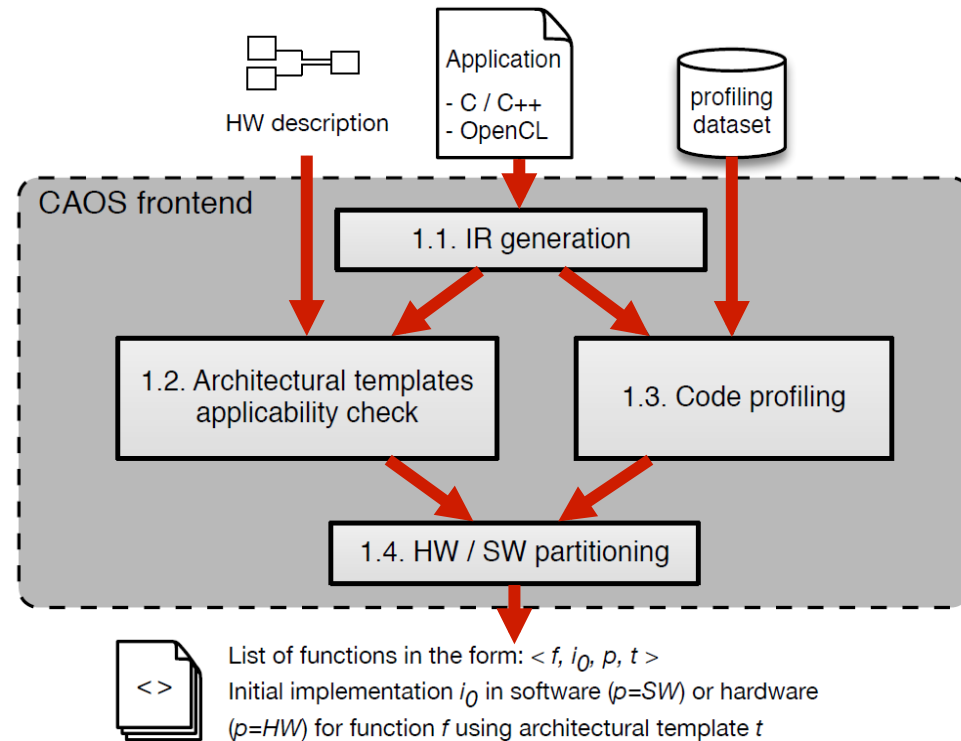 HW description
Application
- C / C++
- OpenCL
profiling
dataset
CAOS frontend
1.1. IR generation
1.2. Architectural templates
applicability check
1.3. Code profiling
1.4. HW / SW partitioning
< >
List of functions in the form: < f, i0, p, t >
Initial implementation i0 in software (p=SW) or hardware
(p=HW) for function f using architectural template t